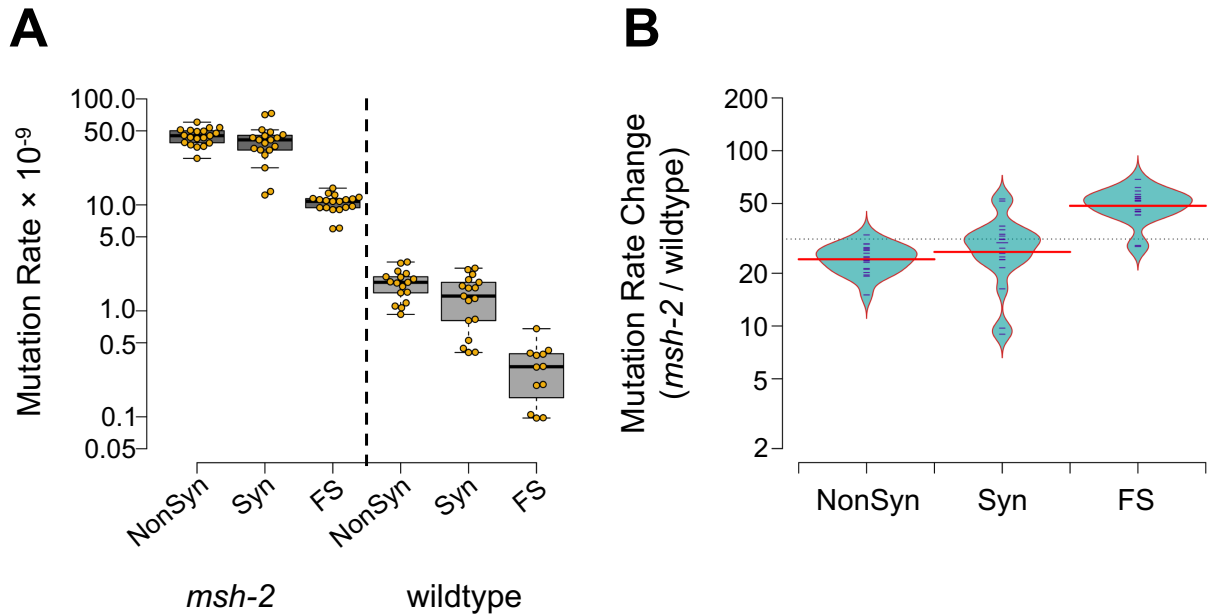 A
Mutation Rate × 10⁻⁹
100.0
50.0
10.0
5.0
1.0
0.5
0.1
0.05
NonSyn
Syn
FS
NonSyn
Syn
FS
msh-2
wildtype
B
Mutation Rate Change
(msh-2 / wildtype)
200
100
50
20
10
5
2
NonSyn
Syn
FS